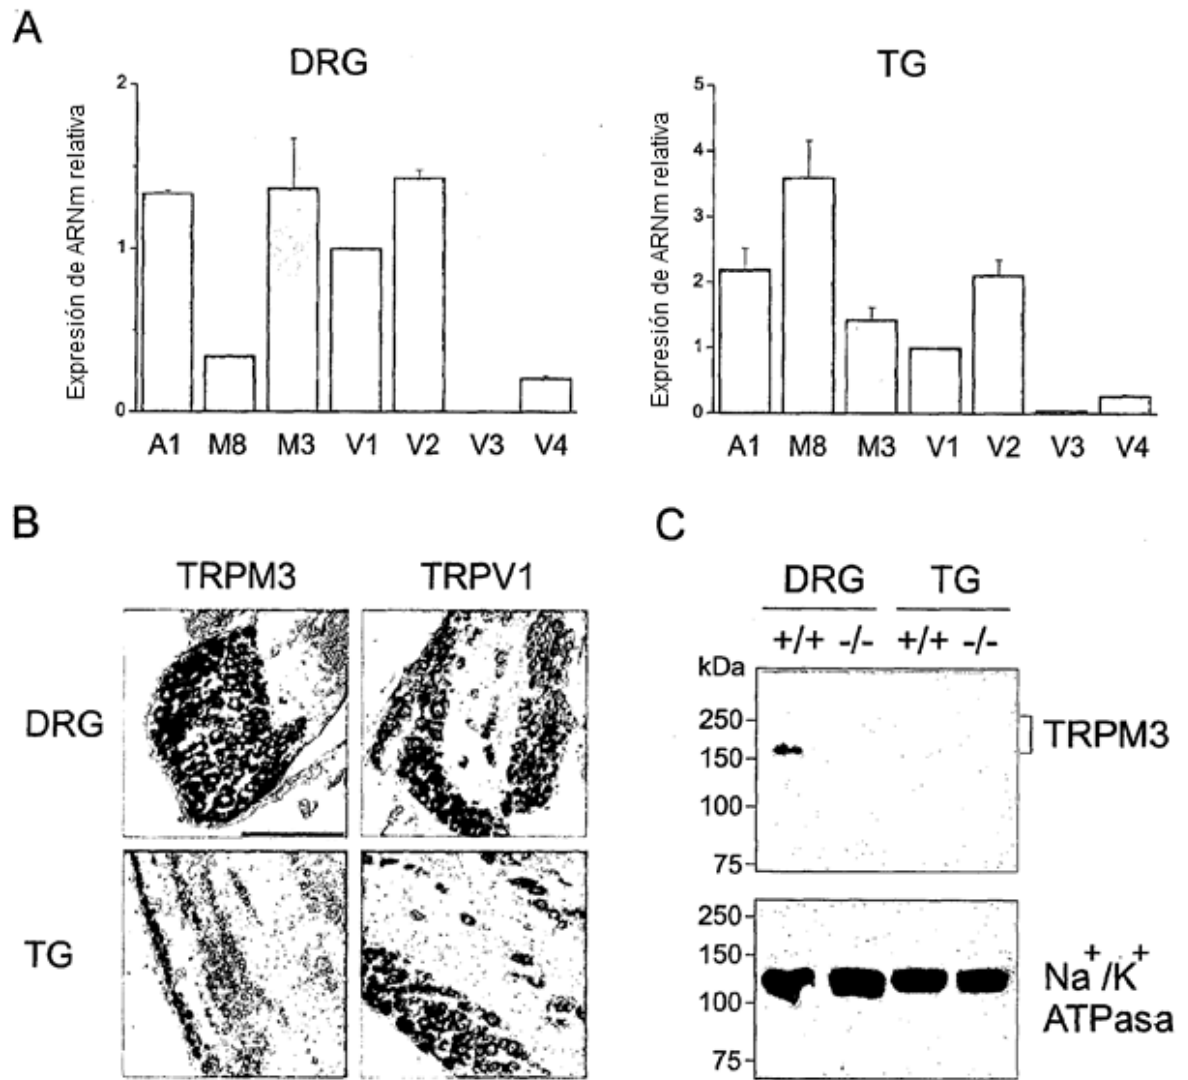 A
DRG
Expresión de ARNm relativa
2
1
0
A1 M8 M3 V1 V2 V3 V4
TG
Expresión de ARNm relativa
5
4
3
2
1
0
A1 M8 M3 V1 V2 V3 V4
B
TRPM3 TRPV1
DRG
TG
C
DRG TG
+/+ -/- +/+ -/-
kDa
250
150
100
75
TRPM3
250
150
100
75
Na+/K+
ATPasa